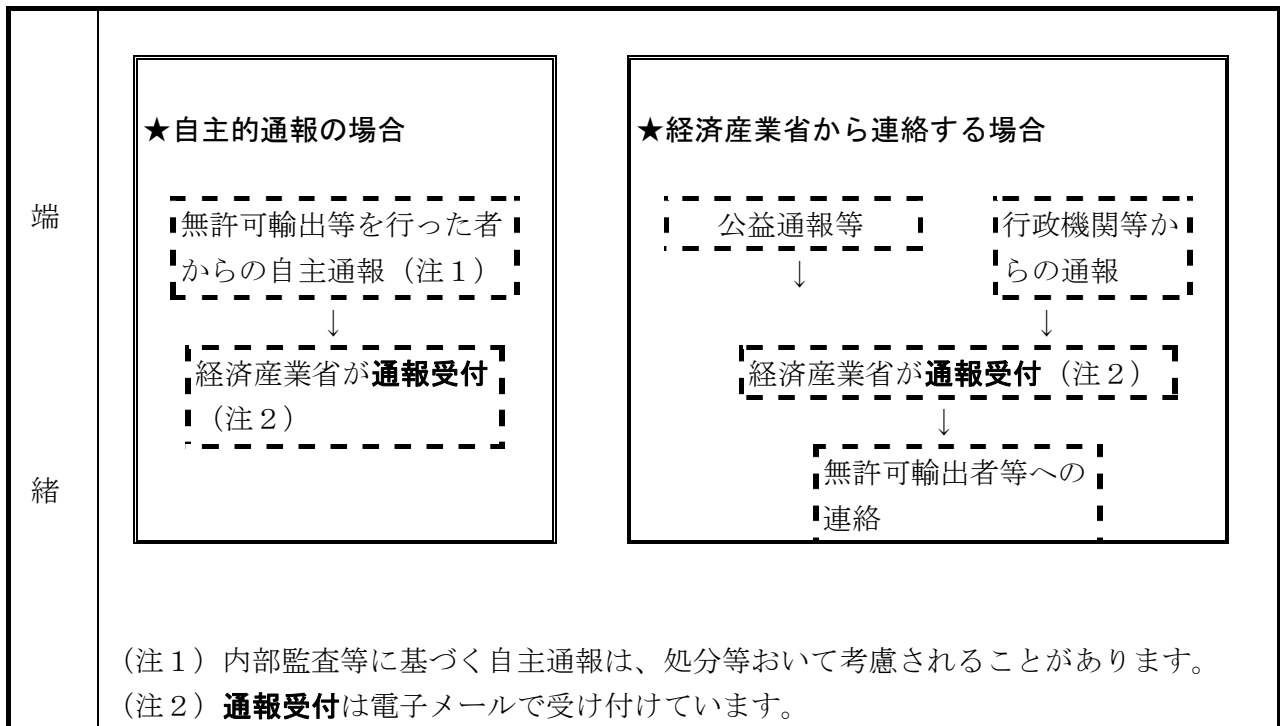 端
緒
★自主的通報の場合
無許可輸出等を行った者
からの自主通報（注１）
↓
経済産業省が通報受付
（注２）
★経済産業省から連絡する場合
公益通報等
↓
行政機関等か
らの通報
↓
経済産業省が通報受付（注２）
↓
無許可輸出者等への
連絡
（注１）内部監査等に基づく自主通報は、処分等おいて考慮されることがあります。
（注２）通報受付は電子メールで受け付けています。